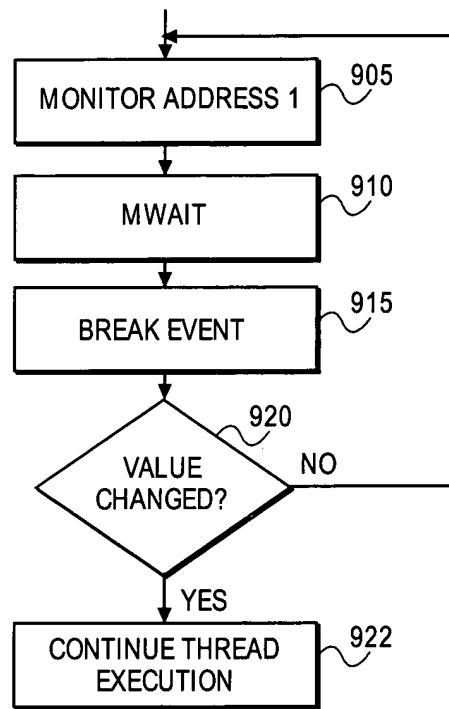 MONITOR ADDRESS 1
905
MWAIT
910
BREAK EVENT
915
920
VALUE
CHANGED?
NO
YES
CONTINUE THREAD
EXECUTION
922